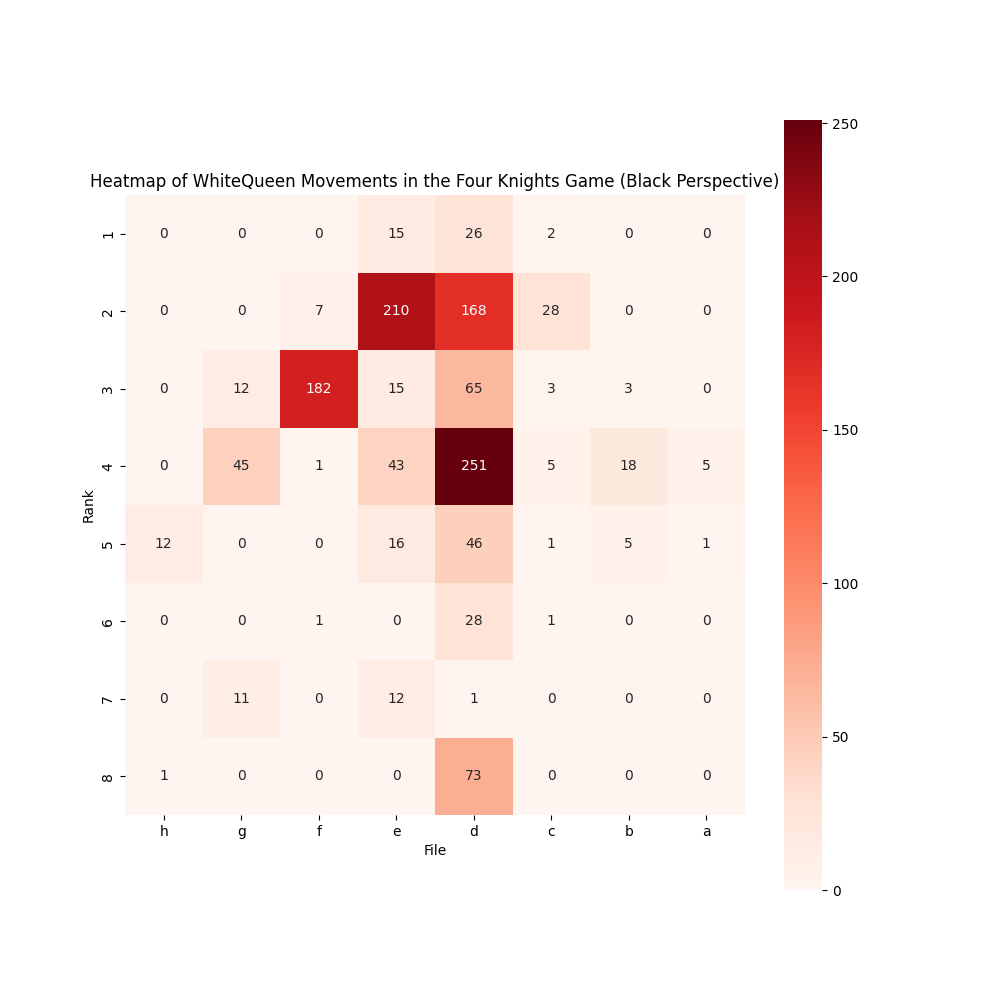 Heatmap of WhiteQueen Movements in the Four Knights Game (Black Perspective)
1 0 0 0 15 26 2 0 0
2 0 0 7 210 168 28 0 0
3 0 12 182 15 65 3 3 0
4 0 45 1 43 251 5 18 5
5 12 0 0 16 46 1 5 1
6 0 0 1 0 28 1 0 0
7 0 11 0 12 1 0 0 0
8 1 0 0 0 73 0 0 0
h g f e d c b a
Rank
File
250
200
150
100
50
0